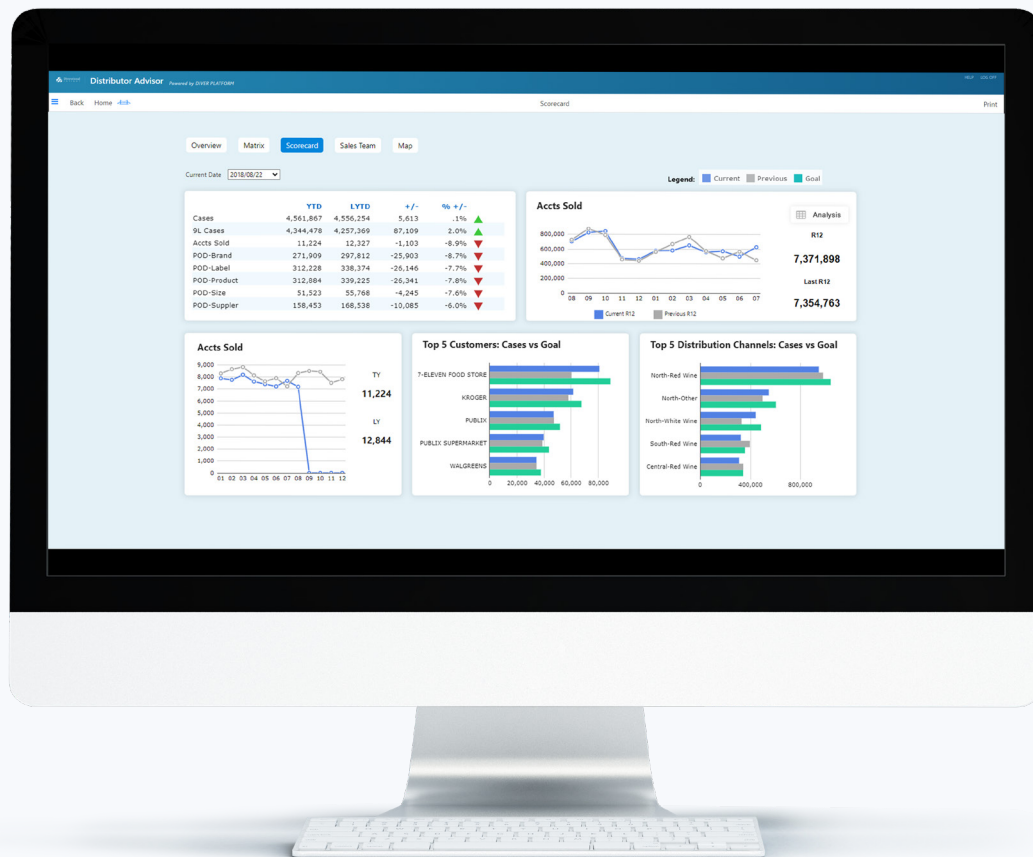 Distributor Advisor Powered by DIVER PLATFORM
HELP LOG OFF
Back Home
Scorecard
Print
Overview Matrix Scorecard Sales Team Map
Current Date 2018/08/22
Legend: Current Previous Goal
YTD LYTD +/- % +/-
Cases 4,561,867 4,556,254 5,613 .1%
9L Cases 4,344,478 4,257,369 87,109 2.0%
Accts Sold 11,224 12,327 -1,103 -8.9%
POD-Brand 271,909 297,812 -25,903 -8.7%
POD-Label 312,228 338,374 -26,146 -7.7%
POD-Product 312,884 339,225 -26,341 -7.8%
POD-Size 51,523 55,768 -4,245 -7.6%
POD-Suppler 158,453 168,538 -10,085 -6.0%
Accts Sold
800,000
600,000
400,000
200,000
0
08 09 10 11 12 01 02 03 04 05 06 07
Current R12 Previous R12
Analysis
R12
7,371,898
Last R12
7,354,763
Accts Sold
9,000
8,000
7,000
6,000
5,000
4,000
3,000
2,000
1,000
0
01 02 03 04 05 06 07 08 09 10 11 12
TY
11,224
LY
12,844
Top 5 Customers: Cases vs Goal
7-ELEVEN FOOD STORE
KROGER
PUBLIX
PUBLIX SUPERMARKET
WALGREENS
0 20,000 40,000 60,000 80,000
Top 5 Distribution Channels: Cases vs Goal
North-Red Wine
North-Other
North-White Wine
South-Red Wine
Central-Red Wine
0 400,000 800,000